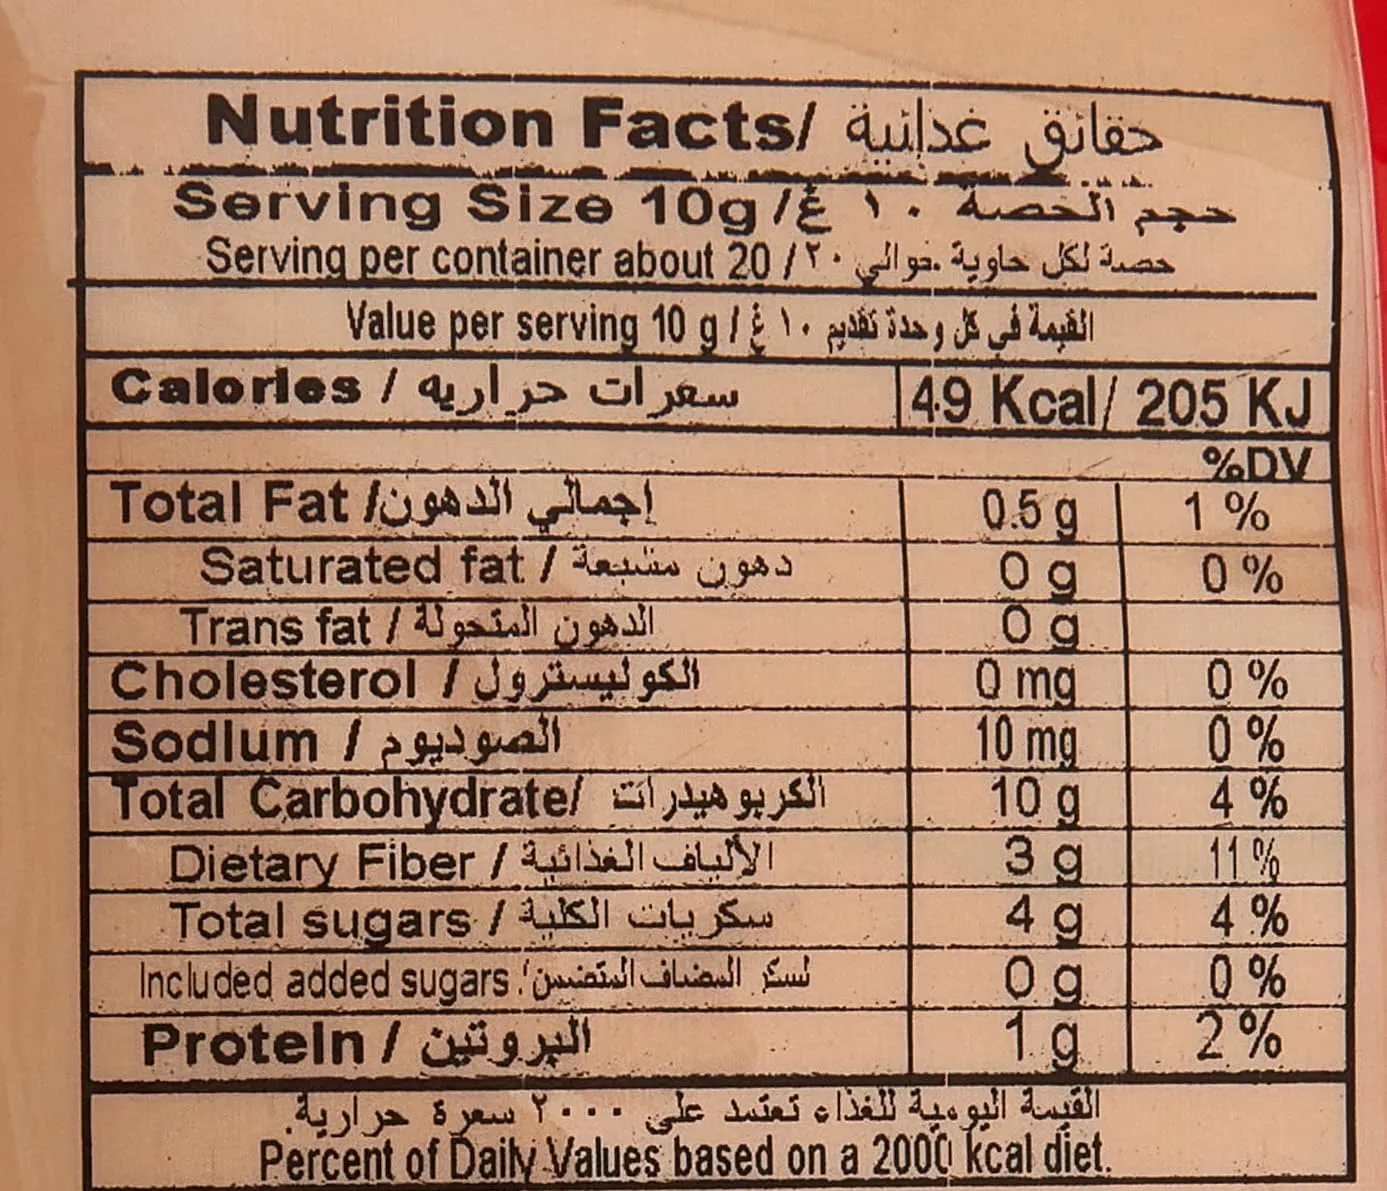 Nutrition Facts/ حقائق غذائية
Serving Size 10g /حجم الحصة ١٠ غ
Serving per container about 20 / حصة لكل حاوية حوالي ٢٠
Value per serving 10 g / القيمة في كل وحدة تقديم ١٠ غ
Calories / سعرات حراريه 49 Kcal/ 205 KJ
%DV
Total Fat /إجمالي الدهون 0.5 g 1 %
Saturated fat / دهون مشبعة 0 g 0 %
Trans fat / الدهون المتحولة 0 g
Cholesterol / الكوليسترول 0 mg 0 %
Sodium / الصوديوم 10 mg 0 %
Total Carbohydrate/ الكربوهيدرات 10 g 4 %
Dietary Fiber / الألياف الغذائية 3 g 11 %
Total sugars / سكريات الكلية 4 g 4 %
Included added sugars / لسكر المضاف المتضمن 0 g 0 %
Protein / البروتين 1 g 2 %
القيمة اليومية للغذاء تعتمد على ٢٠٠٠ سعرة حرارية.
Percent of Daily Values based on a 2000 kcal diet.